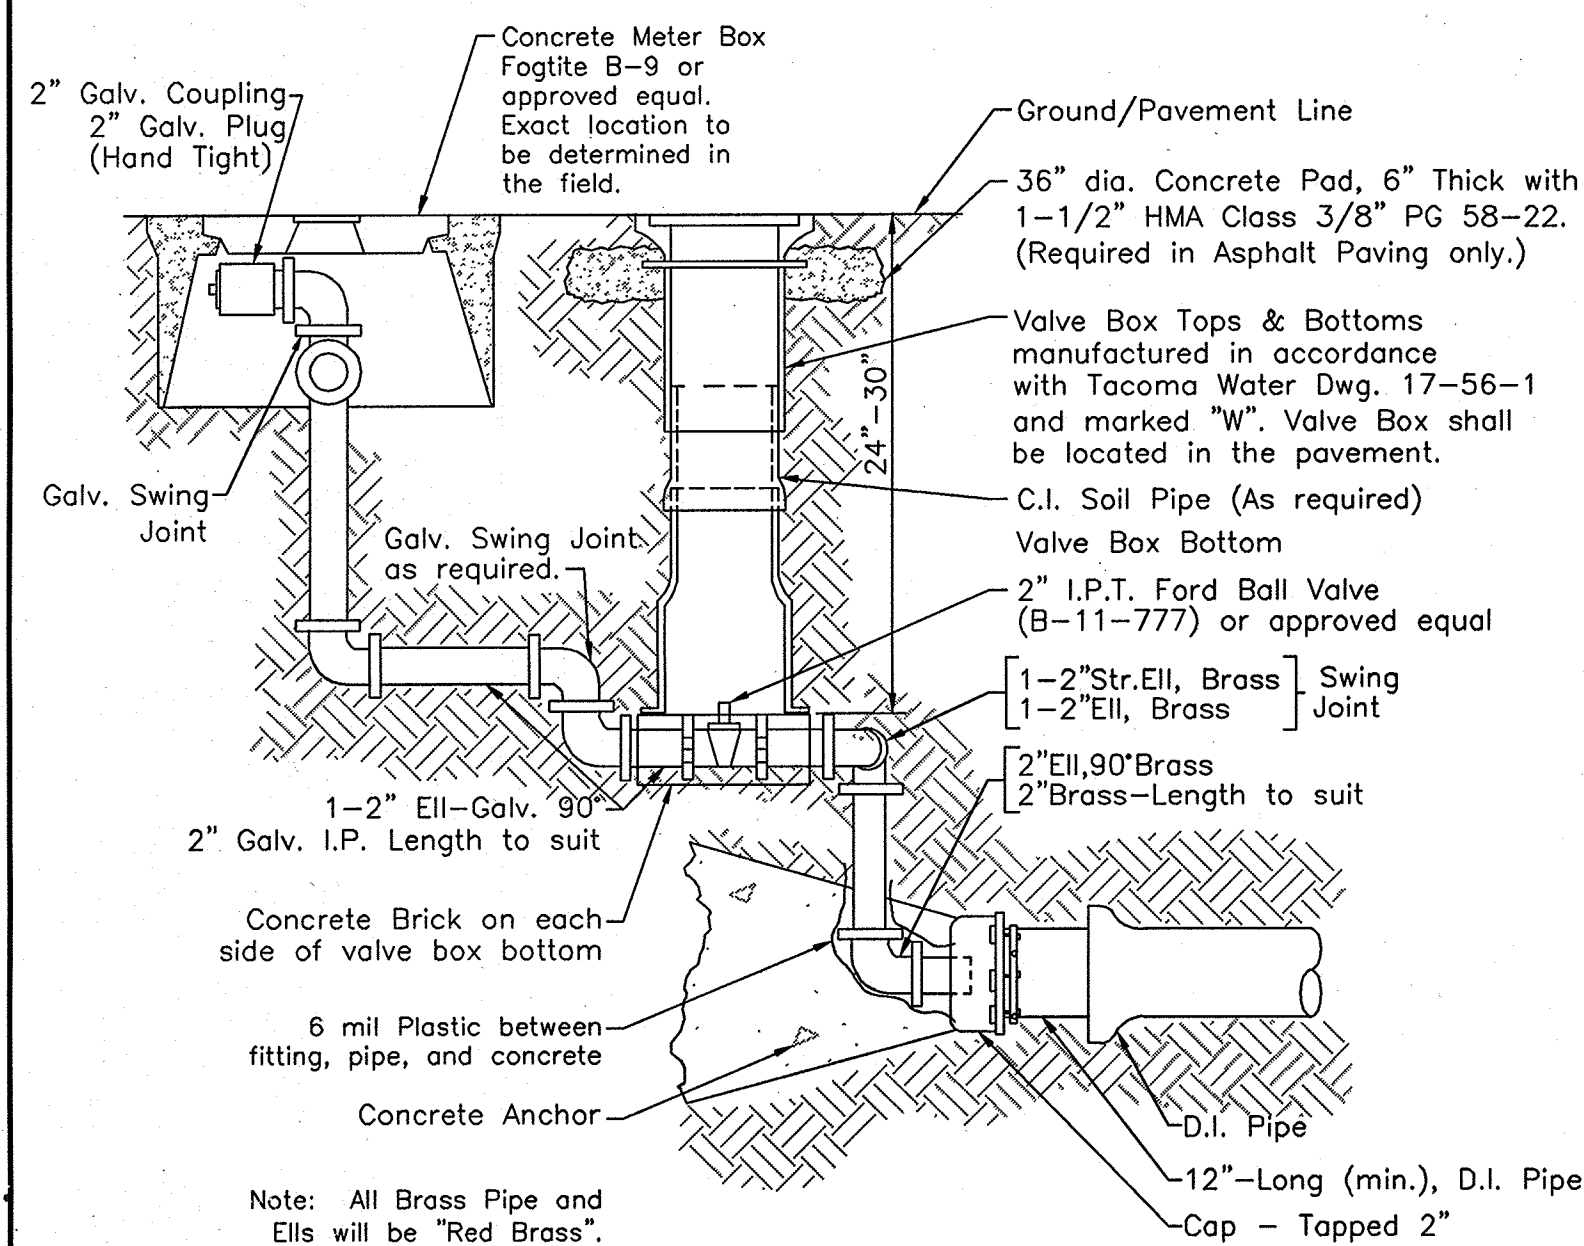 Concrete Meter Box
Fogtite B-9 or
approved equal.
Exact location to
be determined in
the field.
2" Galv. Coupling
2" Galv. Plug
(Hand Tight)
Ground/Pavement Line
36" dia. Concrete Pad, 6" Thick with
1-1/2" HMA Class 3/8" PG 58-22.
(Required in Asphalt Paving only.)
Valve Box Tops & Bottoms
manufactured in accordance
with Tacoma Water Dwg. 17-56-1
and marked "W". Valve Box shall
be located in the pavement.
24"-30"
C.I. Soil Pipe (As required)
Valve Box Bottom
Galv. Swing
Joint
Galv. Swing Joint
as required.
2" I.P.T. Ford Ball Valve
(B-11-777) or approved equal
1-2"Str.Ell, Brass
1-2"Ell, Brass
Swing
Joint
2"Ell,90°Brass
2"Brass-Length to suit
1-2" Ell-Galv. 90°
2" Galv. I.P. Length to suit
Concrete Brick on each
side of valve box bottom
6 mil Plastic between
fitting, pipe, and concrete
Concrete Anchor
D.I. Pipe
12"-Long (min.), D.I. Pipe
Cap - Tapped 2"
Note: All Brass Pipe and
Ells will be "Red Brass".